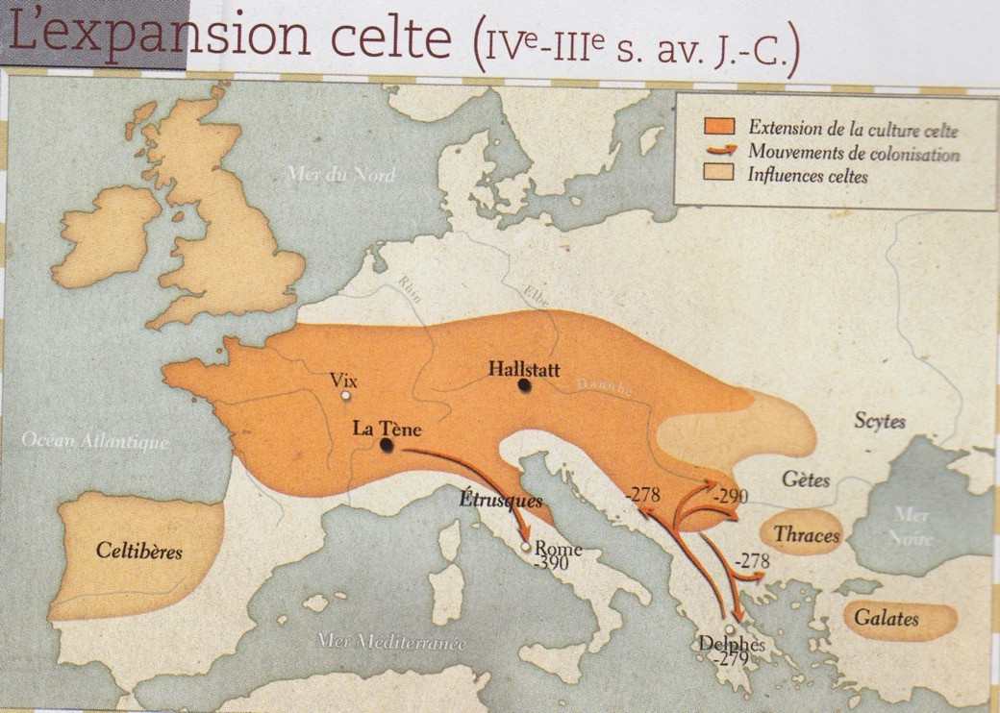 L'expansion celte (IVe-IIIe s. av. J.-C.)
Extension de la culture celte
Mouvements de colonisation
Influences celtes
Mer du Nord
Rhin
Elbe
Vix
Hallstatt
Danube
La Tène
Océan Atlantique
Scytes
Étrusques
Gètes
-278
-290
Mer
Noire
Celtibères
Rome
-390
Thraces
-278
Galates
Mer Méditerranée
Delphes
-279